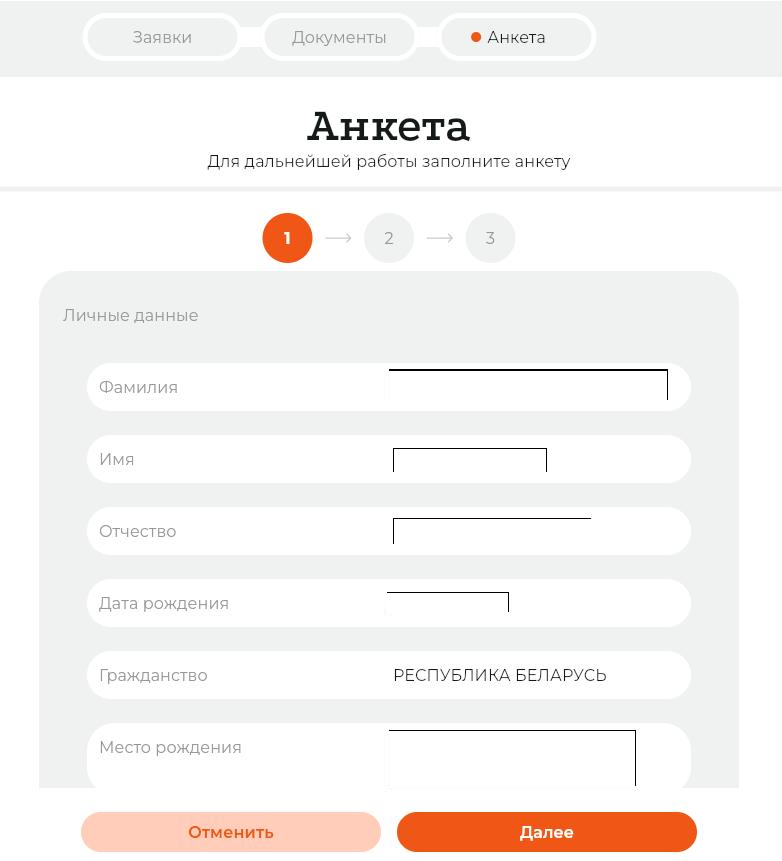 Заявки
Документы
Анкета
Анкета
Для дальнейшей работы заполните анкету
1
2
3
Личные данные
Фамилия
Имя
Отчество
Дата рождения
Гражданство РЕСПУБЛИКА БЕЛАРУСЬ
Место рождения
Отменить
Далее